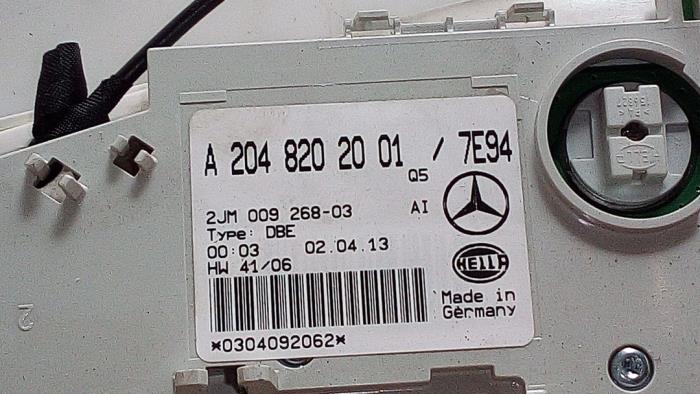 A 204 820 20 01 / 7E94
Q5
2JM 009 268-03 AI
Type: DBE
00:03 02.04.13
HW 41/06
HELLA
Made in
Germany
*0304092062*